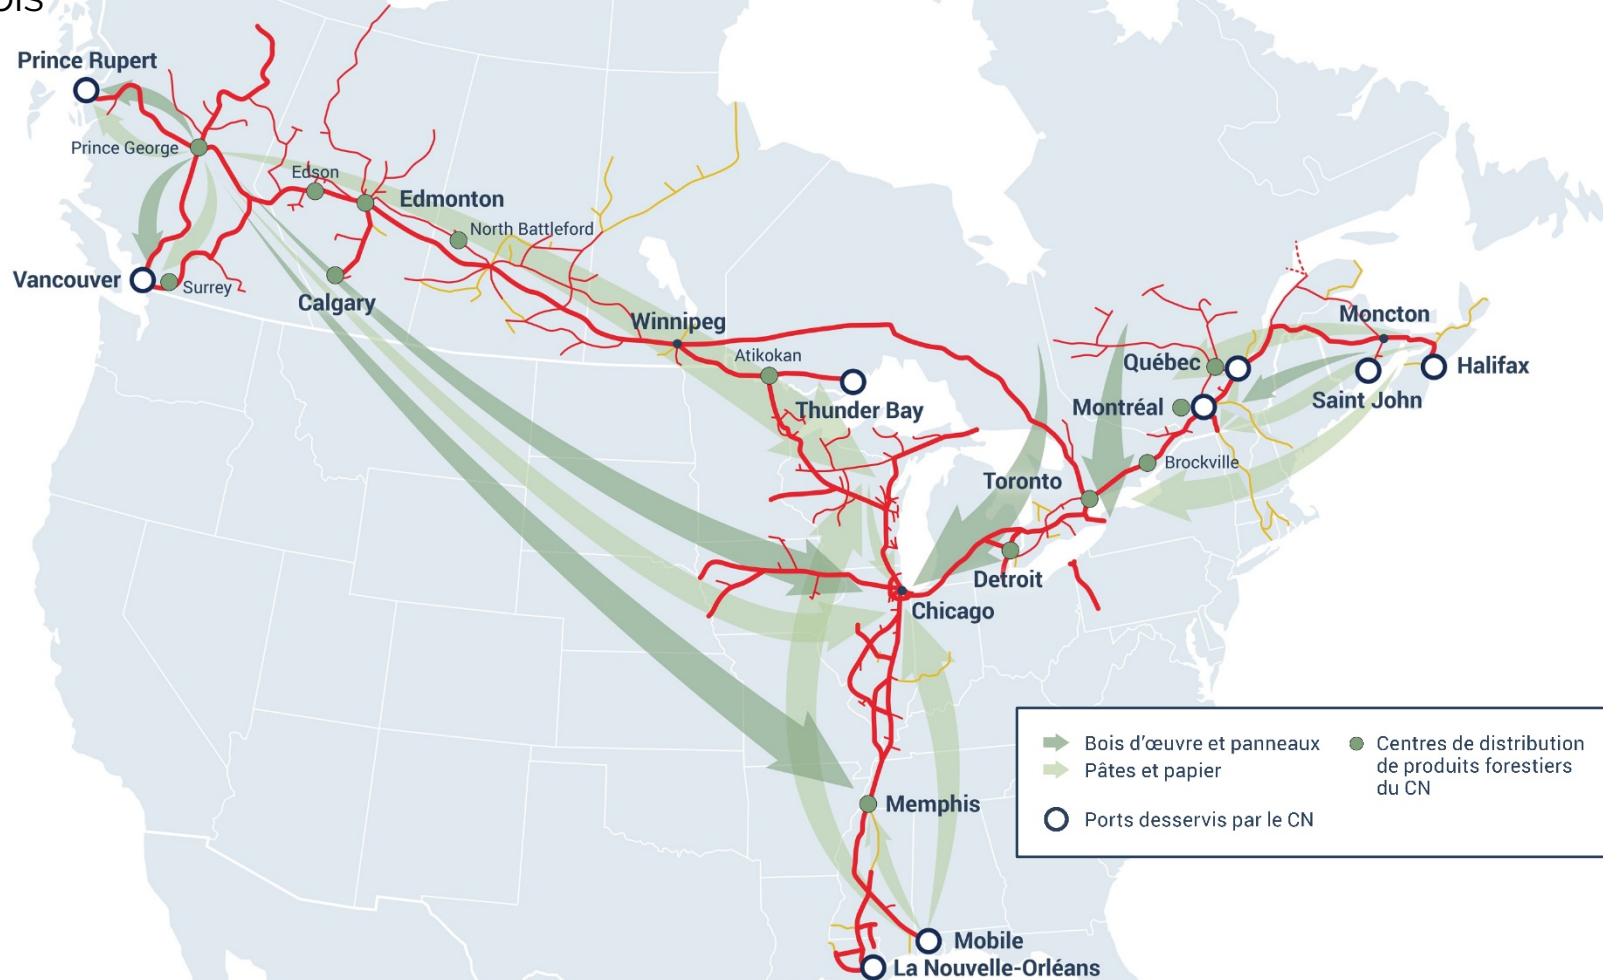 Prince Rupert
Prince George
Edson
Edmonton
North Battleford
Vancouver
Surrey
Calgary
Winnipeg
Atikokan
Thunder Bay
Moncton
Québec
Halifax
Saint John
Montréal
Brockville
Toronto
Detroit
Chicago
Memphis
Mobile
La Nouvelle-Orléans
Bois d'œuvre et panneaux
Pâtes et papier
Ports desservis par le CN
Centres de distribution
de produits forestiers
du CN